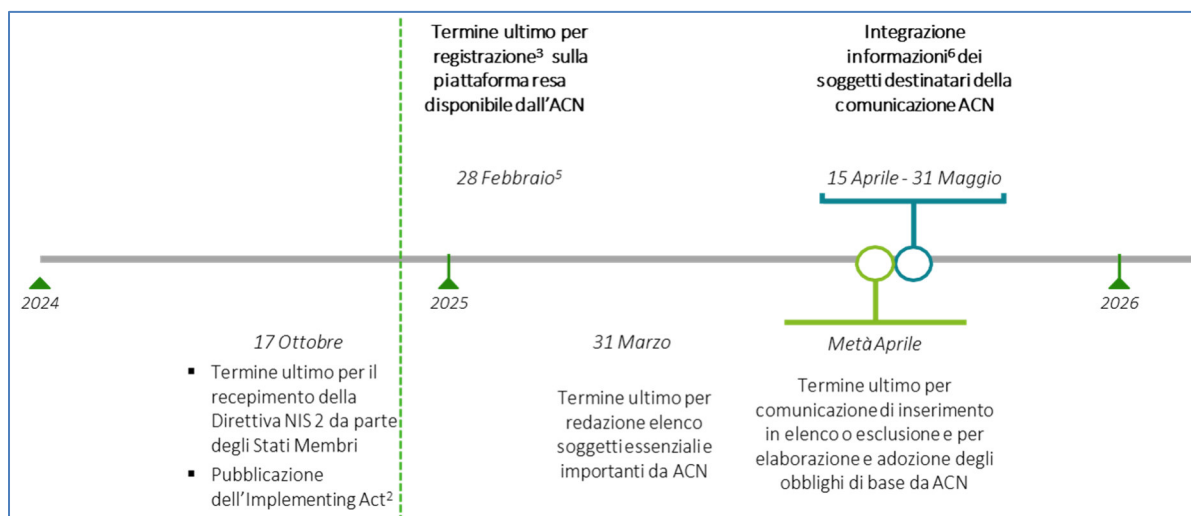 Termine ultimo per
registrazione³ sulla
piattaforma resa
disponibile dall'ACN
28 Febbraio⁵
Integrazione
informazioni⁶ dei
soggetti destinatari della
comunicazione ACN
15 Aprile - 31 Maggio
2024
2025
2026
17 Ottobre
▪ Termine ultimo per il
recepimento della
Direttiva NIS 2 da parte
degli Stati Membri
▪ Pubblicazione
dell'Implementing Act²
31 Marzo
Termine ultimo per
redazione elenco
soggetti essenziali e
importanti da ACN
Metà Aprile
Termine ultimo per
comunicazione di inserimento
in elenco o esclusione e per
elaborazione e adozione degli
obblighi di base da ACN